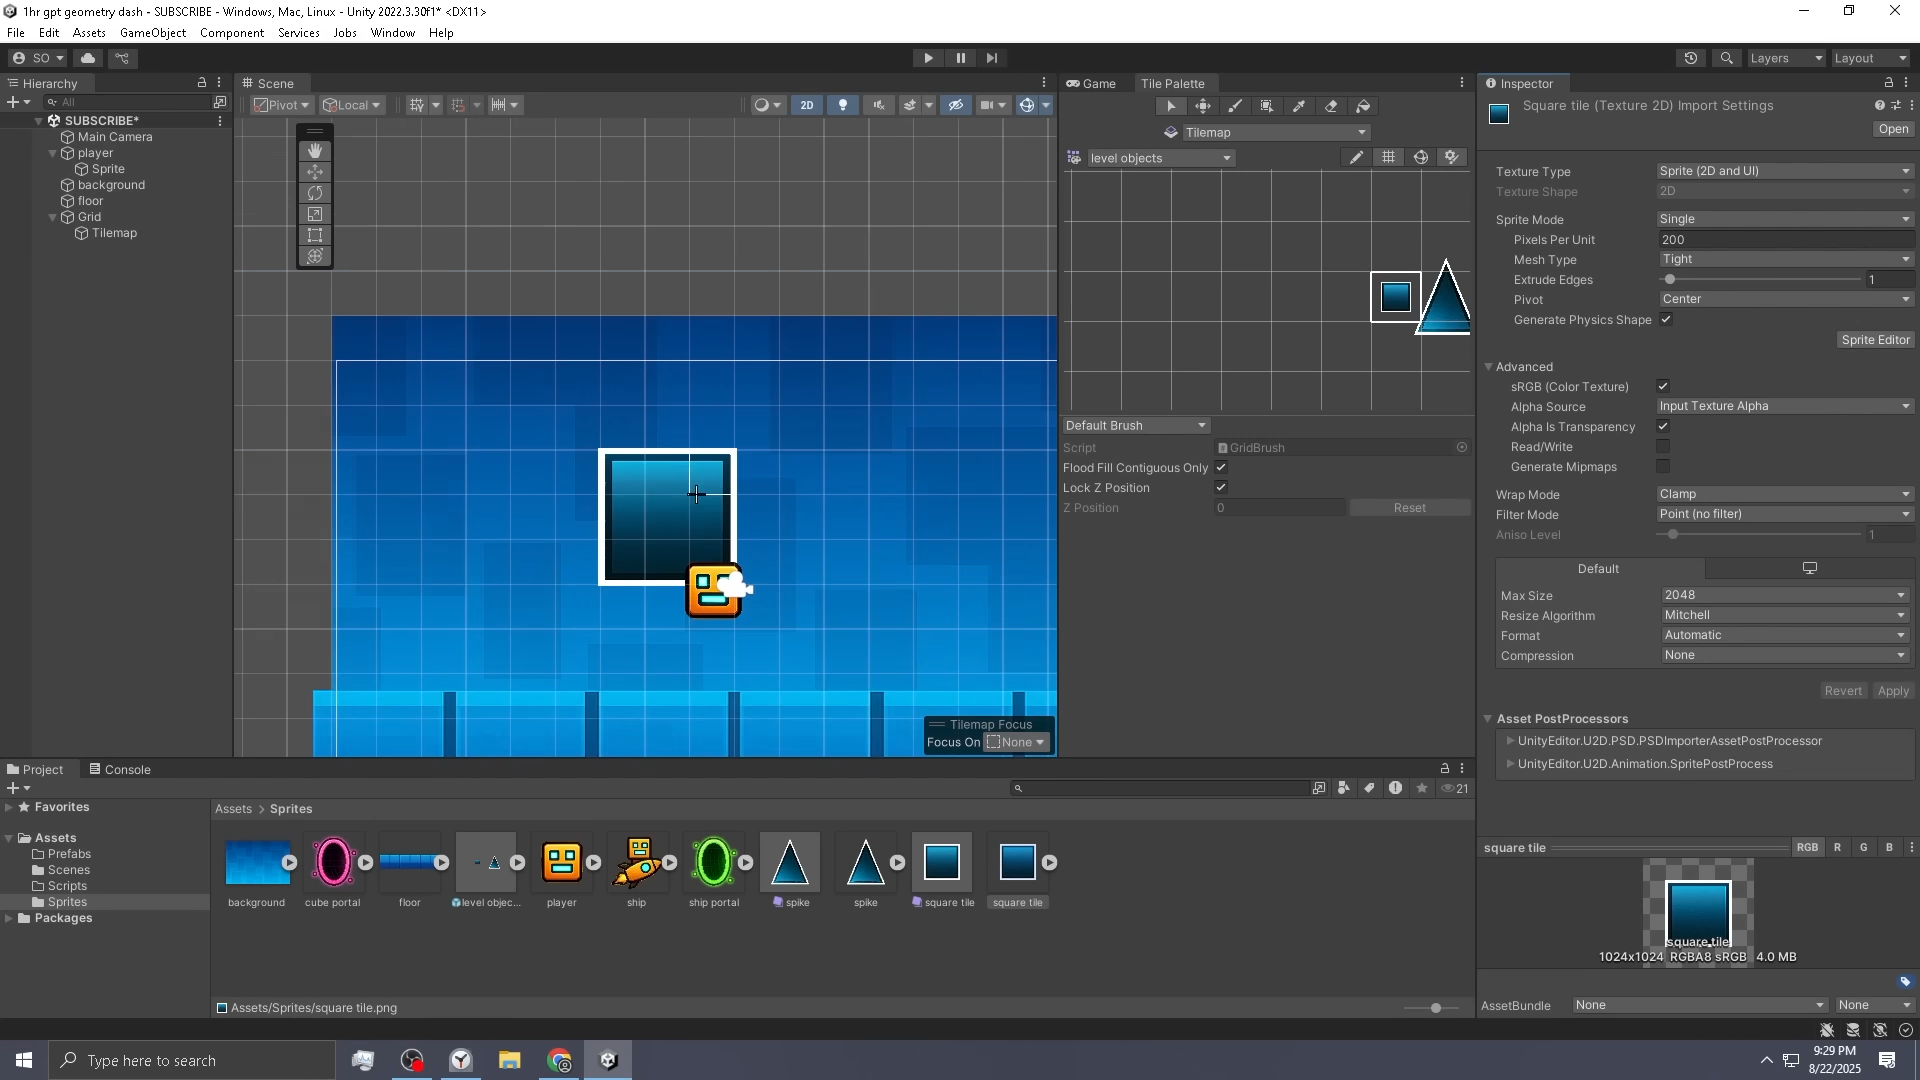 1hr gpt geometry dash - SUBSCRIBE - Windows, Mac, Linux - Unity 2022.3.30f1* <DX11>
File Edit Assets GameObject Component Services Jobs Window Help
SO Layers Layout
Hierarchy
All
SUBSCRIBE*
Main Camera
player
Sprite
background
floor
Grid
Tilemap
Scene
Pivot Local 2D
Tilemap Focus
Focus On None
Game Tile Palette
Tilemap
level objects
Default Brush
Script GridBrush
Flood Fill Contiguous Only
Lock Z Position
Z Position 0 Reset
Inspector
Square tile (Texture 2D) Import Settings
Open
Texture Type Sprite (2D and UI)
Texture Shape 2D
Sprite Mode Single
Pixels Per Unit 200
Mesh Type Tight
Extrude Edges 1
Pivot Center
Generate Physics Shape
Sprite Editor
Advanced
sRGB (Color Texture)
Alpha Source Input Texture Alpha
Alpha Is Transparency
Read/Write
Generate Mipmaps
Wrap Mode Clamp
Filter Mode Point (no filter)
Aniso Level 1
Default
Max Size 2048
Resize Algorithm Mitchell
Format Automatic
Compression None
Revert Apply
Asset PostProcessors
UnityEditor.U2D.PSD.PSDImporterAssetPostProcessor
UnityEditor.U2D.Animation.SpritePostProcess
square tile RGB R G B
square tile
1024x1024 RGBA8 sRGB 4.0 MB
AssetBundle None None
Project Console
21
Favorites
Assets
Prefabs
Scenes
Scripts
Sprites
Packages
Assets > Sprites
background cube portal floor level objec... player ship ship portal spike spike square tile square tile
Assets/Sprites/square tile.png
Type here to search
9:29 PM
8/22/2025